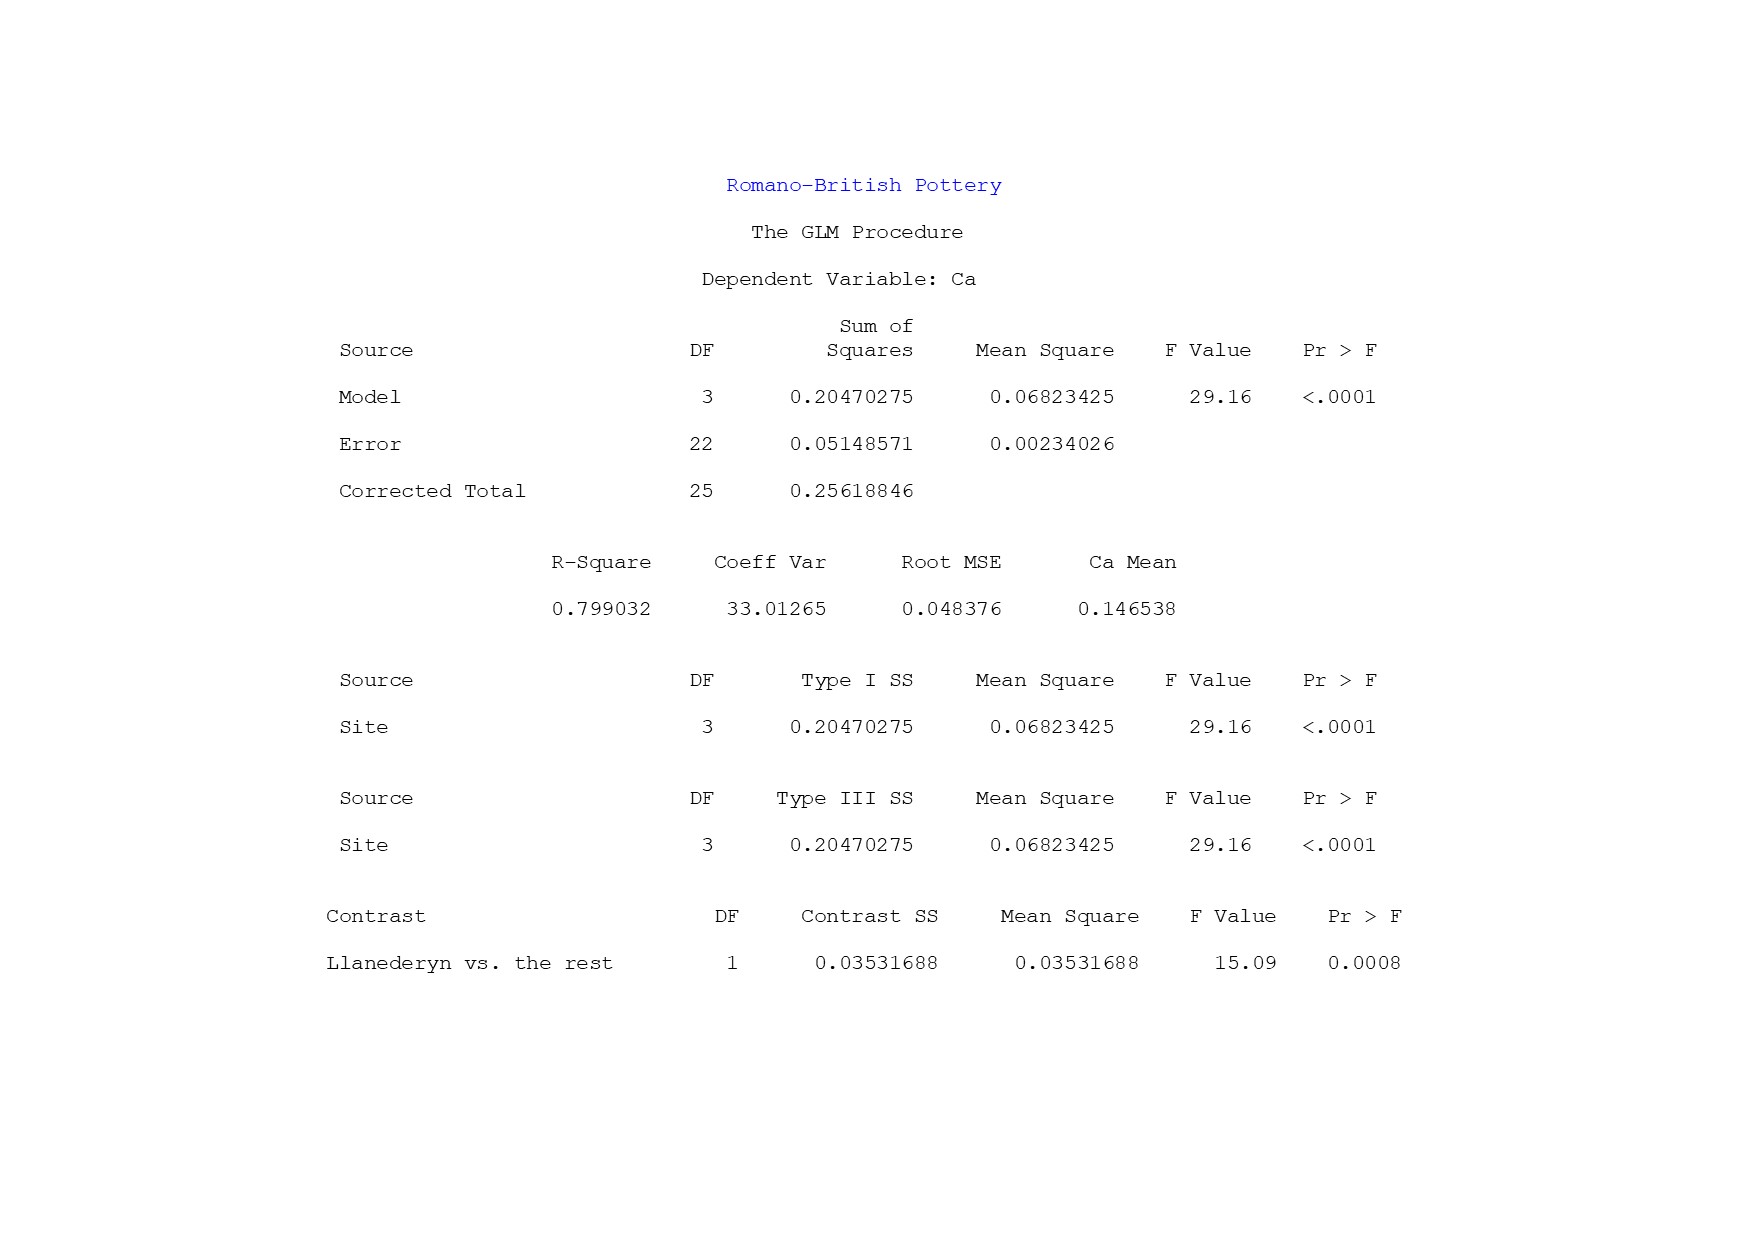 Romano-British Pottery
The GLM Procedure
Dependent Variable: Ca
Sum of
Source DF Squares Mean Square F Value Pr > F
Model 3 0.20470275 0.06823425 29.16 <.0001
Error 22 0.05148571 0.00234026
Corrected Total 25 0.25618846
R-Square Coeff Var Root MSE Ca Mean
0.799032 33.01265 0.048376 0.146538
Source DF Type I SS Mean Square F Value Pr > F
Site 3 0.20470275 0.06823425 29.16 <.0001
Source DF Type III SS Mean Square F Value Pr > F
Site 3 0.20470275 0.06823425 29.16 <.0001
Contrast DF Contrast SS Mean Square F Value Pr > F
Llanederyn vs. the rest 1 0.03531688 0.03531688 15.09 0.0008